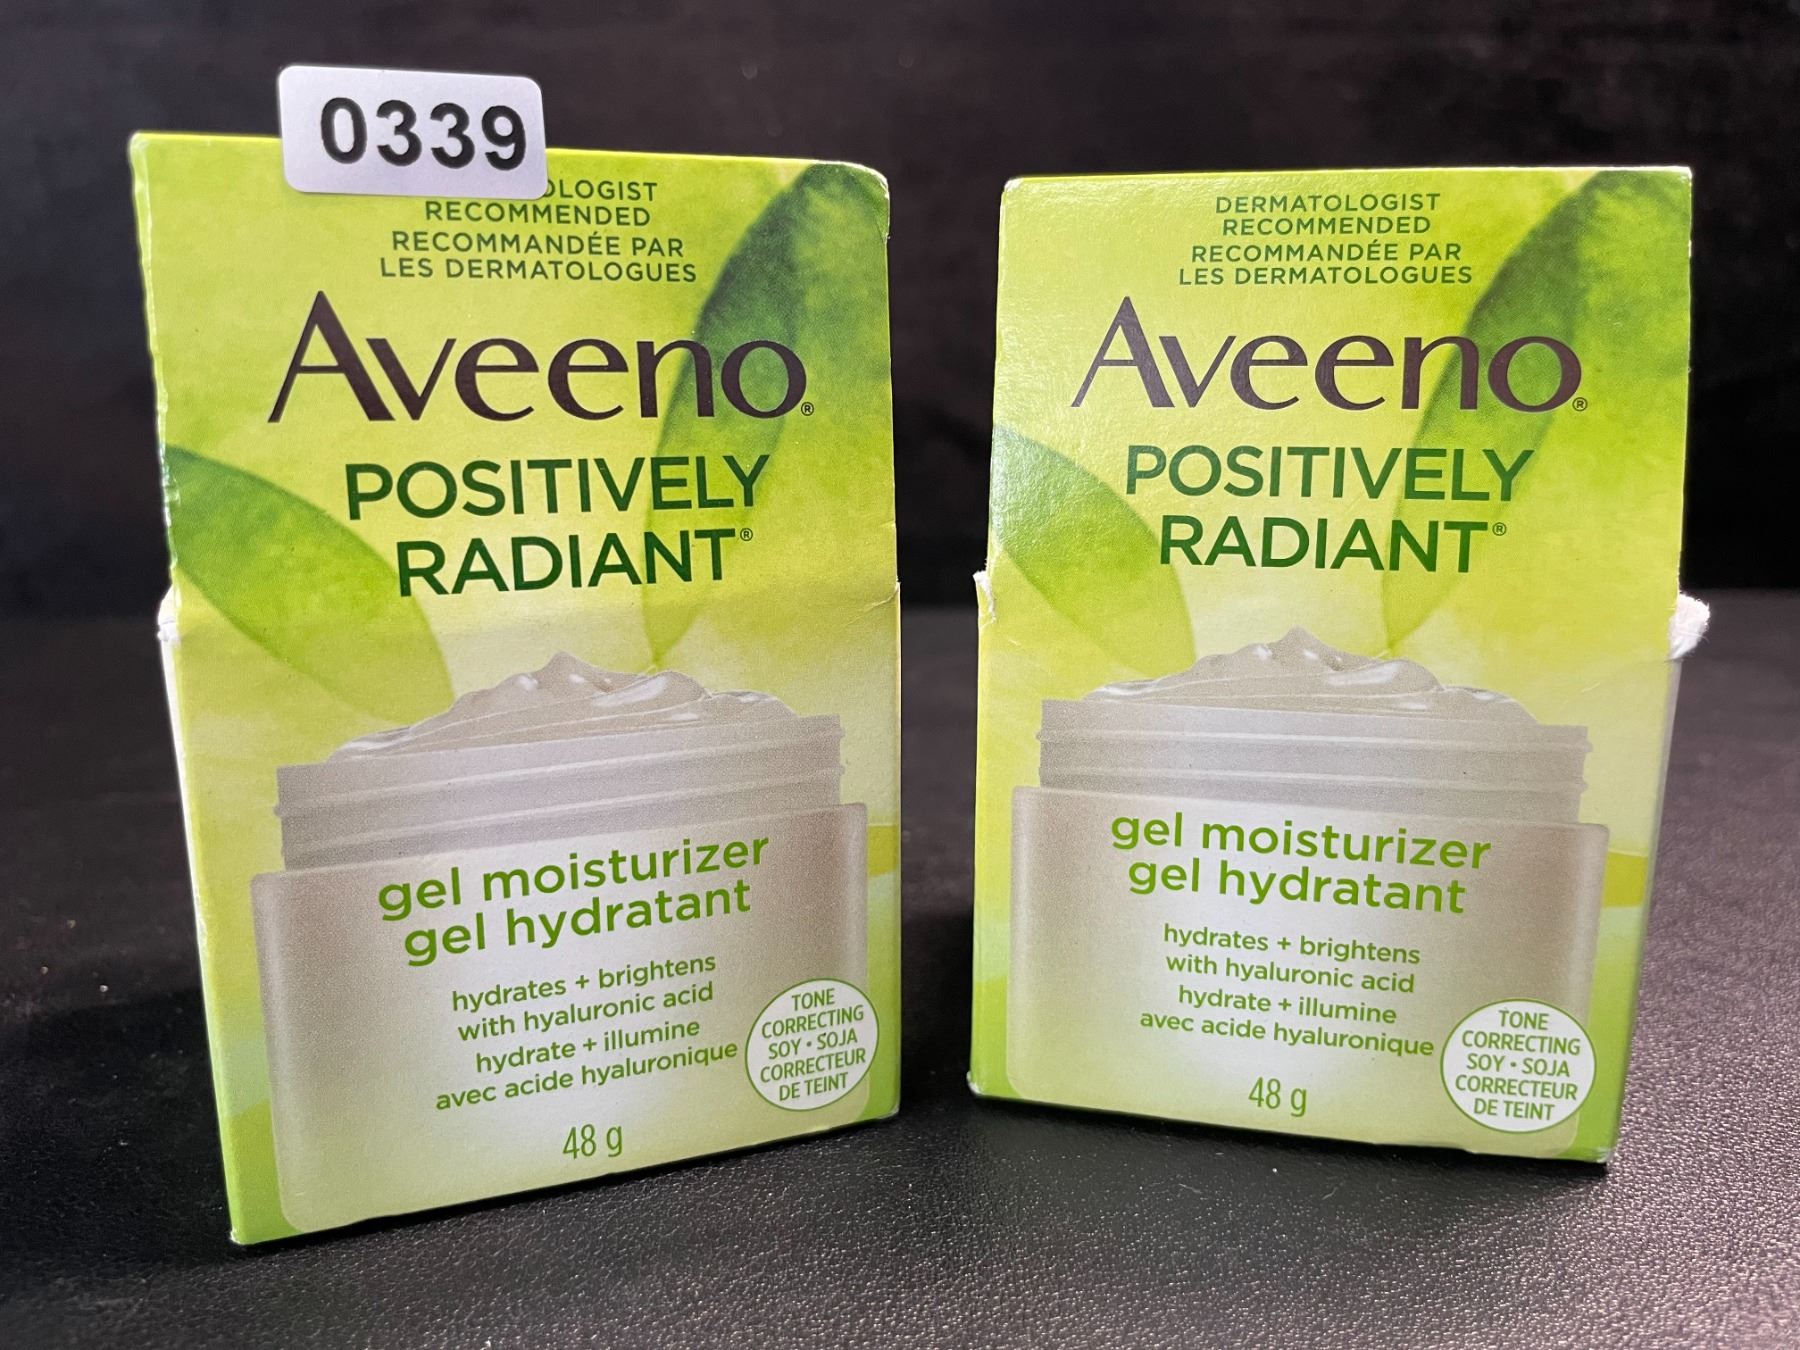 0339
OLOGIST
RECOMMENDED
RECOMMANDÉE PAR
LES DERMATOLOGUES
Aveeno®
POSITIVELY
RADIANT®
gel moisturizer
gel hydratant
hydrates + brightens
with hyaluronic acid
hydrate + illumine
avec acide hyaluronique
TONE
CORRECTING
SOY • SOJA
CORRECTEUR
DE TEINT
48 g
DERMATOLOGIST
RECOMMENDED
RECOMMANDÉE PAR
LES DERMATOLOGUES
Aveeno®
POSITIVELY
RADIANT®
gel moisturizer
gel hydratant
hydrates + brightens
with hyaluronic acid
hydrate + illumine
avec acide hyaluronique
TONE
CORRECTING
SOY • SOJA
CORRECTEUR
DE TEINT
48 g